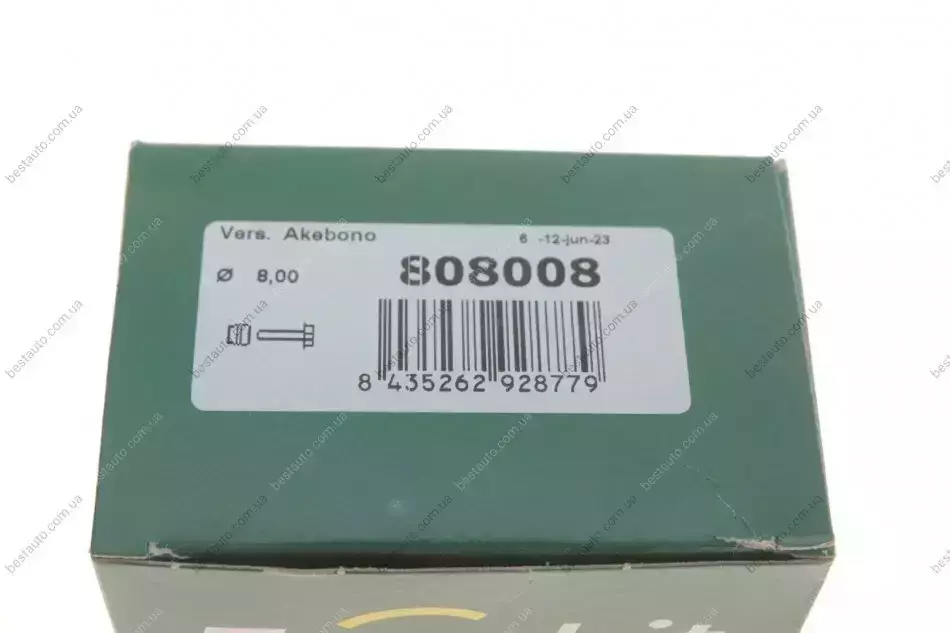 Vers. Akebono
6 -12-jun-23
Ø 8,00
808008
8 435262 928779
bestauto.com.ua